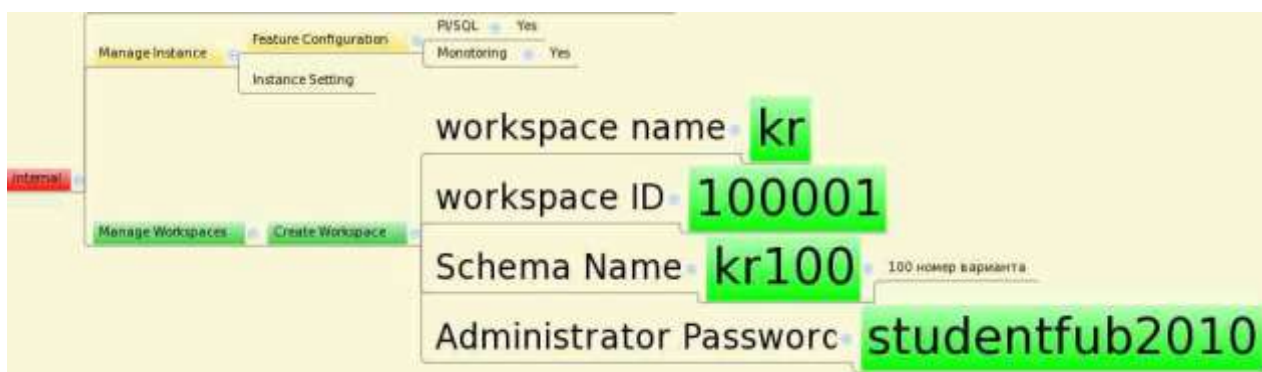 Pl/SQL Yes
Feature Configuration
Manage Instance
Monotoring Yes
Instance Setting
workspace name kr
Internal
workspace ID 100001
Manage Workspaces Create Workspace
Schema Name kr100 100 номер варианта
Administrator Passworc studentfub2010